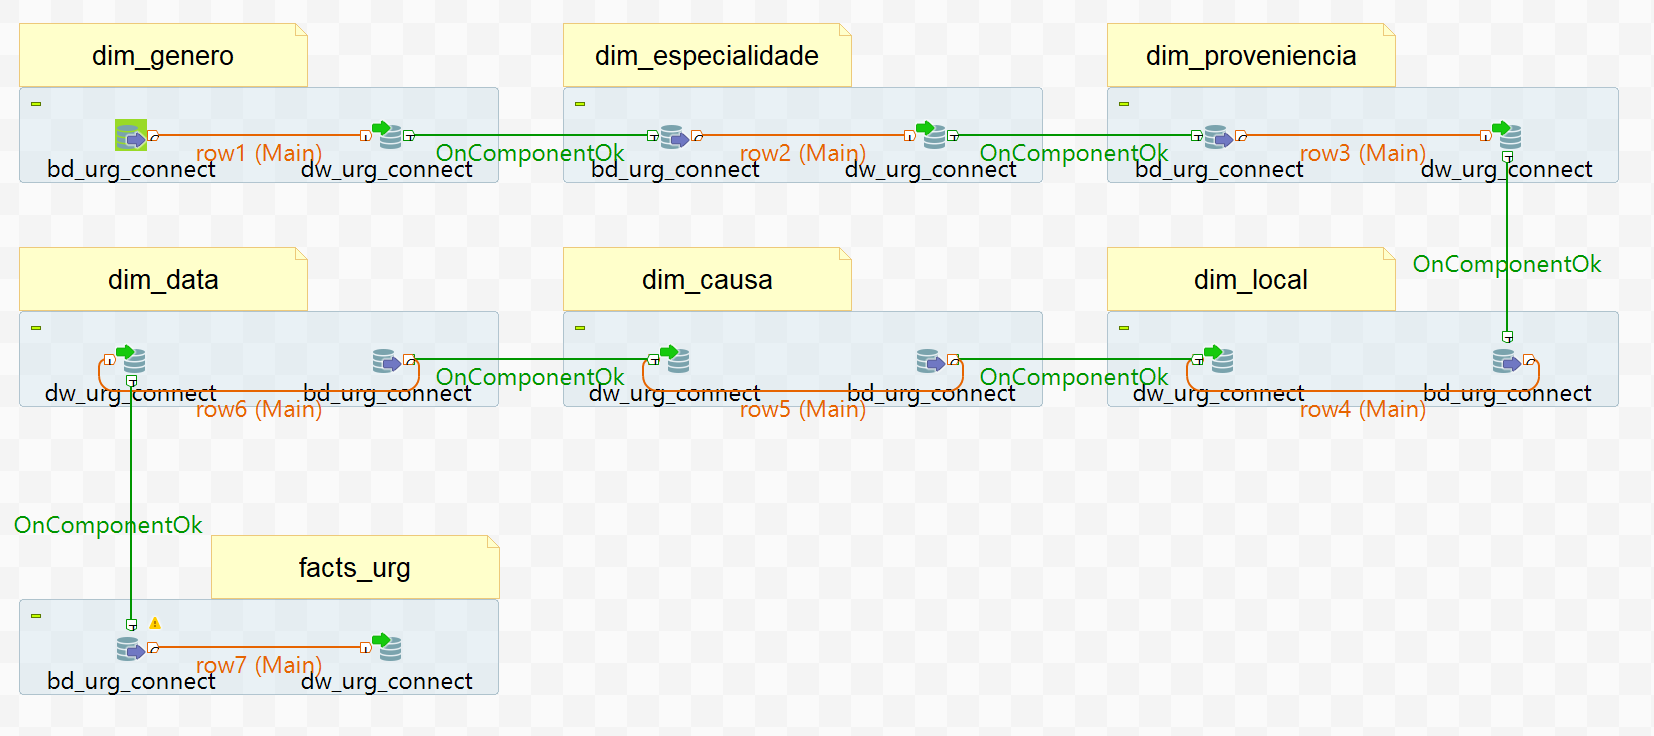 dim_genero
dim_especialidade
dim_proveniencia
row1 (Main)
OnComponentOk
row2 (Main)
OnComponentOk
row3 (Main)
bd_urg_connect
dw_urg_connect
bd_urg_connect
dw_urg_connect
bd_urg_connect
dw_urg_connect
OnComponentOk
dim_data
dim_causa
dim_local
OnComponentOk
OnComponentOk
dw_urg_connect
bd_urg_connect
dw_urg_connect
bd_urg_connect
dw_urg_connect
bd_urg_connect
row6 (Main)
row5 (Main)
row4 (Main)
OnComponentOk
facts_urg
row7 (Main)
bd_urg_connect
dw_urg_connect